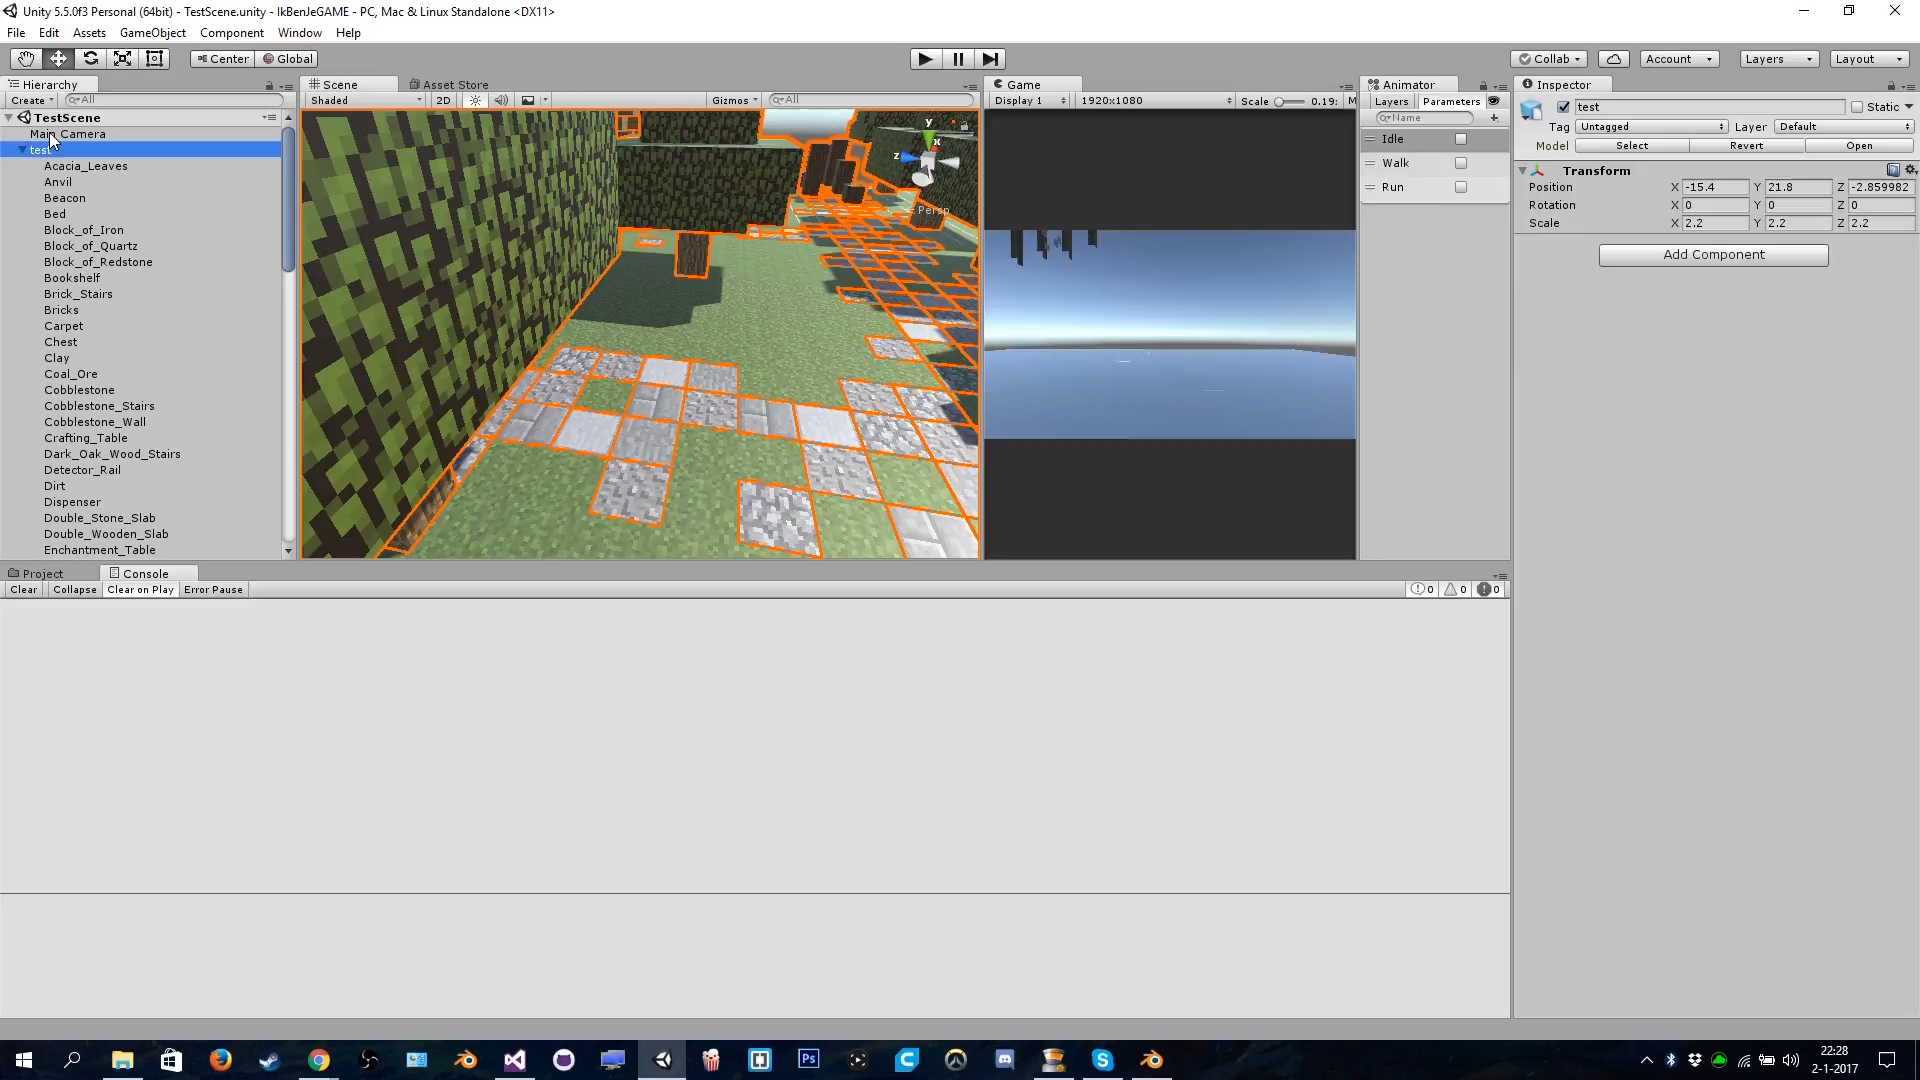 Unity 5.5.0f3 Personal (64bit) - TestScene.unity - IkBenJeGAME - PC, Mac & Linux Standalone <DX11>
File Edit Assets GameObject Component Window Help
Center Global Collab Account Layers Layout
Hierarchy Scene Asset Store Game Animator Inspector
Create All Shaded 2D Gizmos All Display 1 1920x1080 Scale 0.19: M Layers Parameters
TestScene
Main Camera
test
Acacia_Leaves
Anvil
Beacon
Bed
Block_of_Iron
Block_of_Quartz
Block_of_Redstone
Bookshelf
Brick_Stairs
Bricks
Carpet
Chest
Clay
Coal_Ore
Cobblestone
Cobblestone_Stairs
Cobblestone_Wall
Crafting_Table
Dark_Oak_Wood_Stairs
Detector_Rail
Dirt
Dispenser
Double_Stone_Slab
Double_Wooden_Slab
Enchantment_Table
y
x
z
Persp
Name
Idle
Walk
Run
test Static
Tag Untagged Layer Default
Model Select Revert Open
Transform
Position X -15.4 Y 21.8 Z -2.859982
Rotation X 0 Y 0 Z 0
Scale X 2.2 Y 2.2 Z 2.2
Add Component
Project Console
Clear Collapse Clear on Play Error Pause 0 0 0
Ps
22:28
2-1-2017